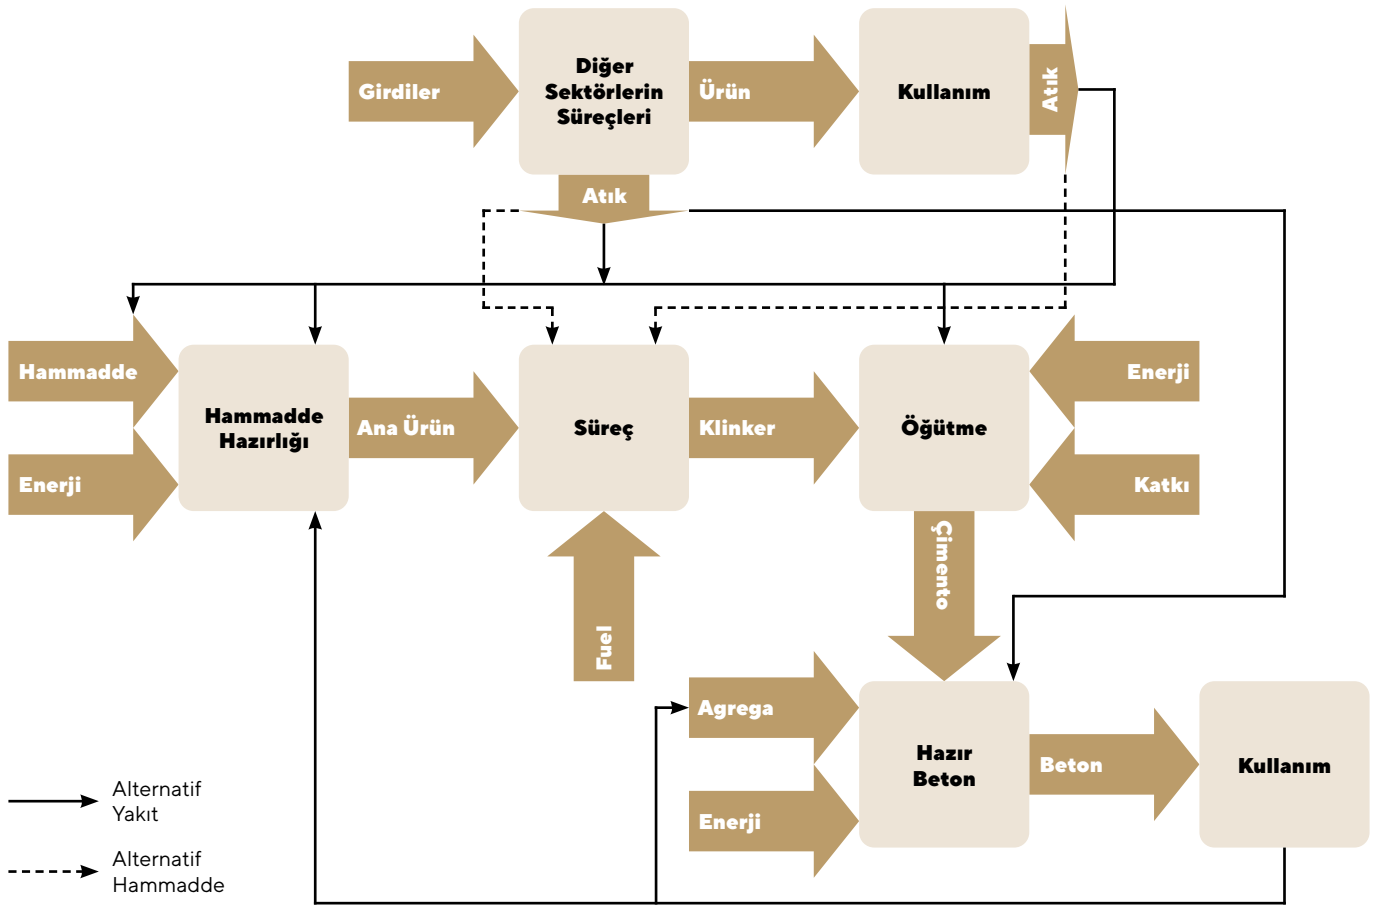 Girdiler
Diğer
Sektörlerin
Süreçleri
Ürün
Kullanım
Atık
Atık
Hammadde
Enerji
Hammadde
Hazırlığı
Ana Ürün
Süreç
Klinker
Öğütme
Enerji
Katkı
Fuel
Çimento
Agrega
Enerji
Hazır
Beton
Beton
Kullanım
Alternatif
Yakıt
Alternatif
Hammadde